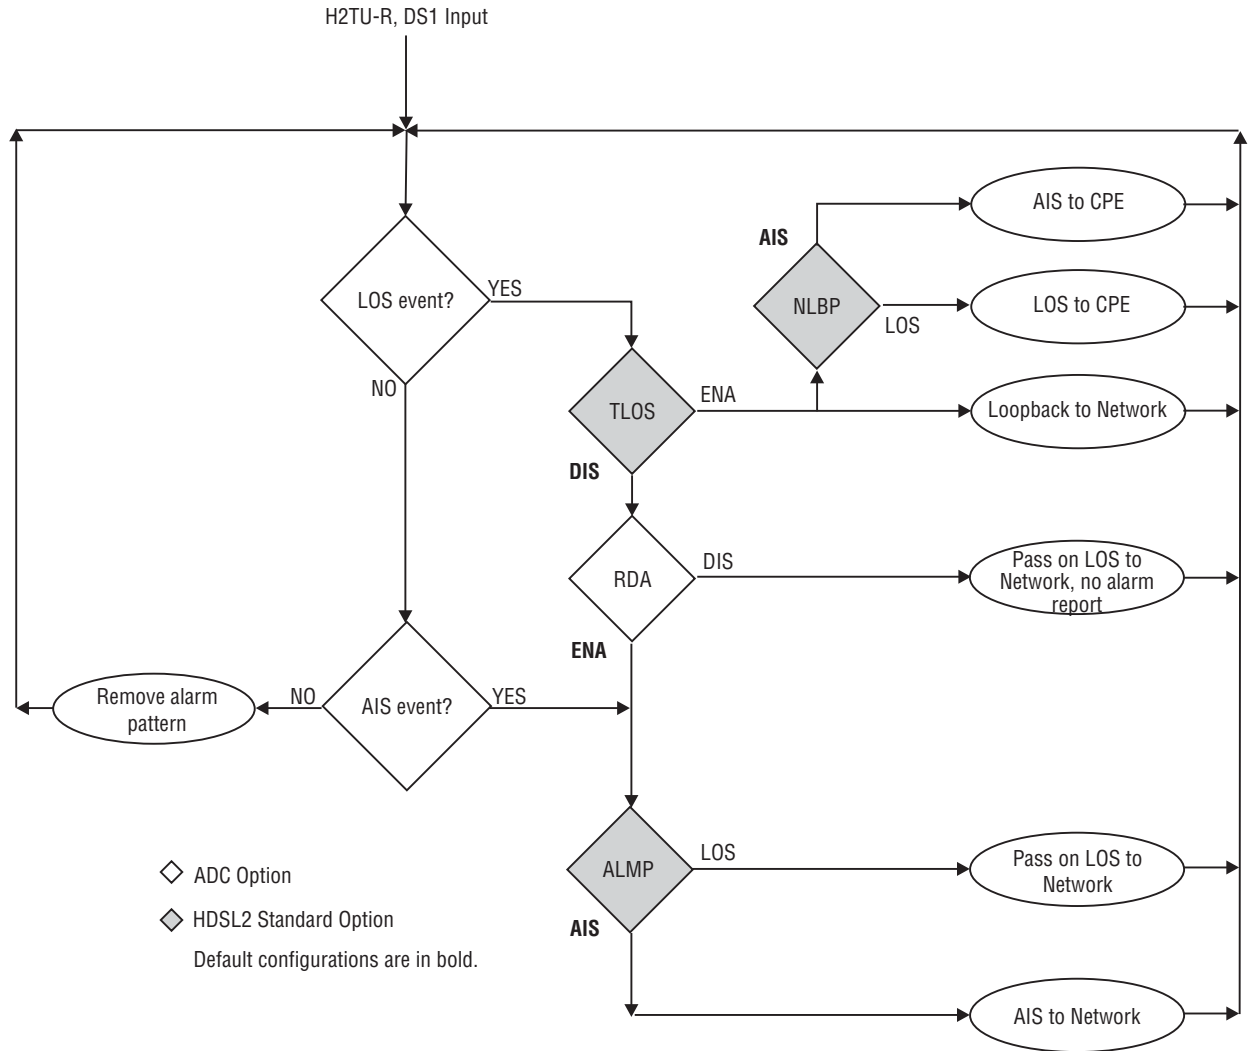 H2TU-R, DS1 Input
AIS to CPE
AIS
LOS event?
YES
NLBP
LOS
LOS to CPE
NO
TLOS
ENA
Loopback to Network
DIS
RDA
DIS
Pass on LOS to
Network, no alarm
report
ENA
Remove alarm
pattern
NO
AIS event?
YES
ALMP
LOS
Pass on LOS to
Network
AIS
ADC Option
HDSL2 Standard Option
Default configurations are in bold.
AIS to Network